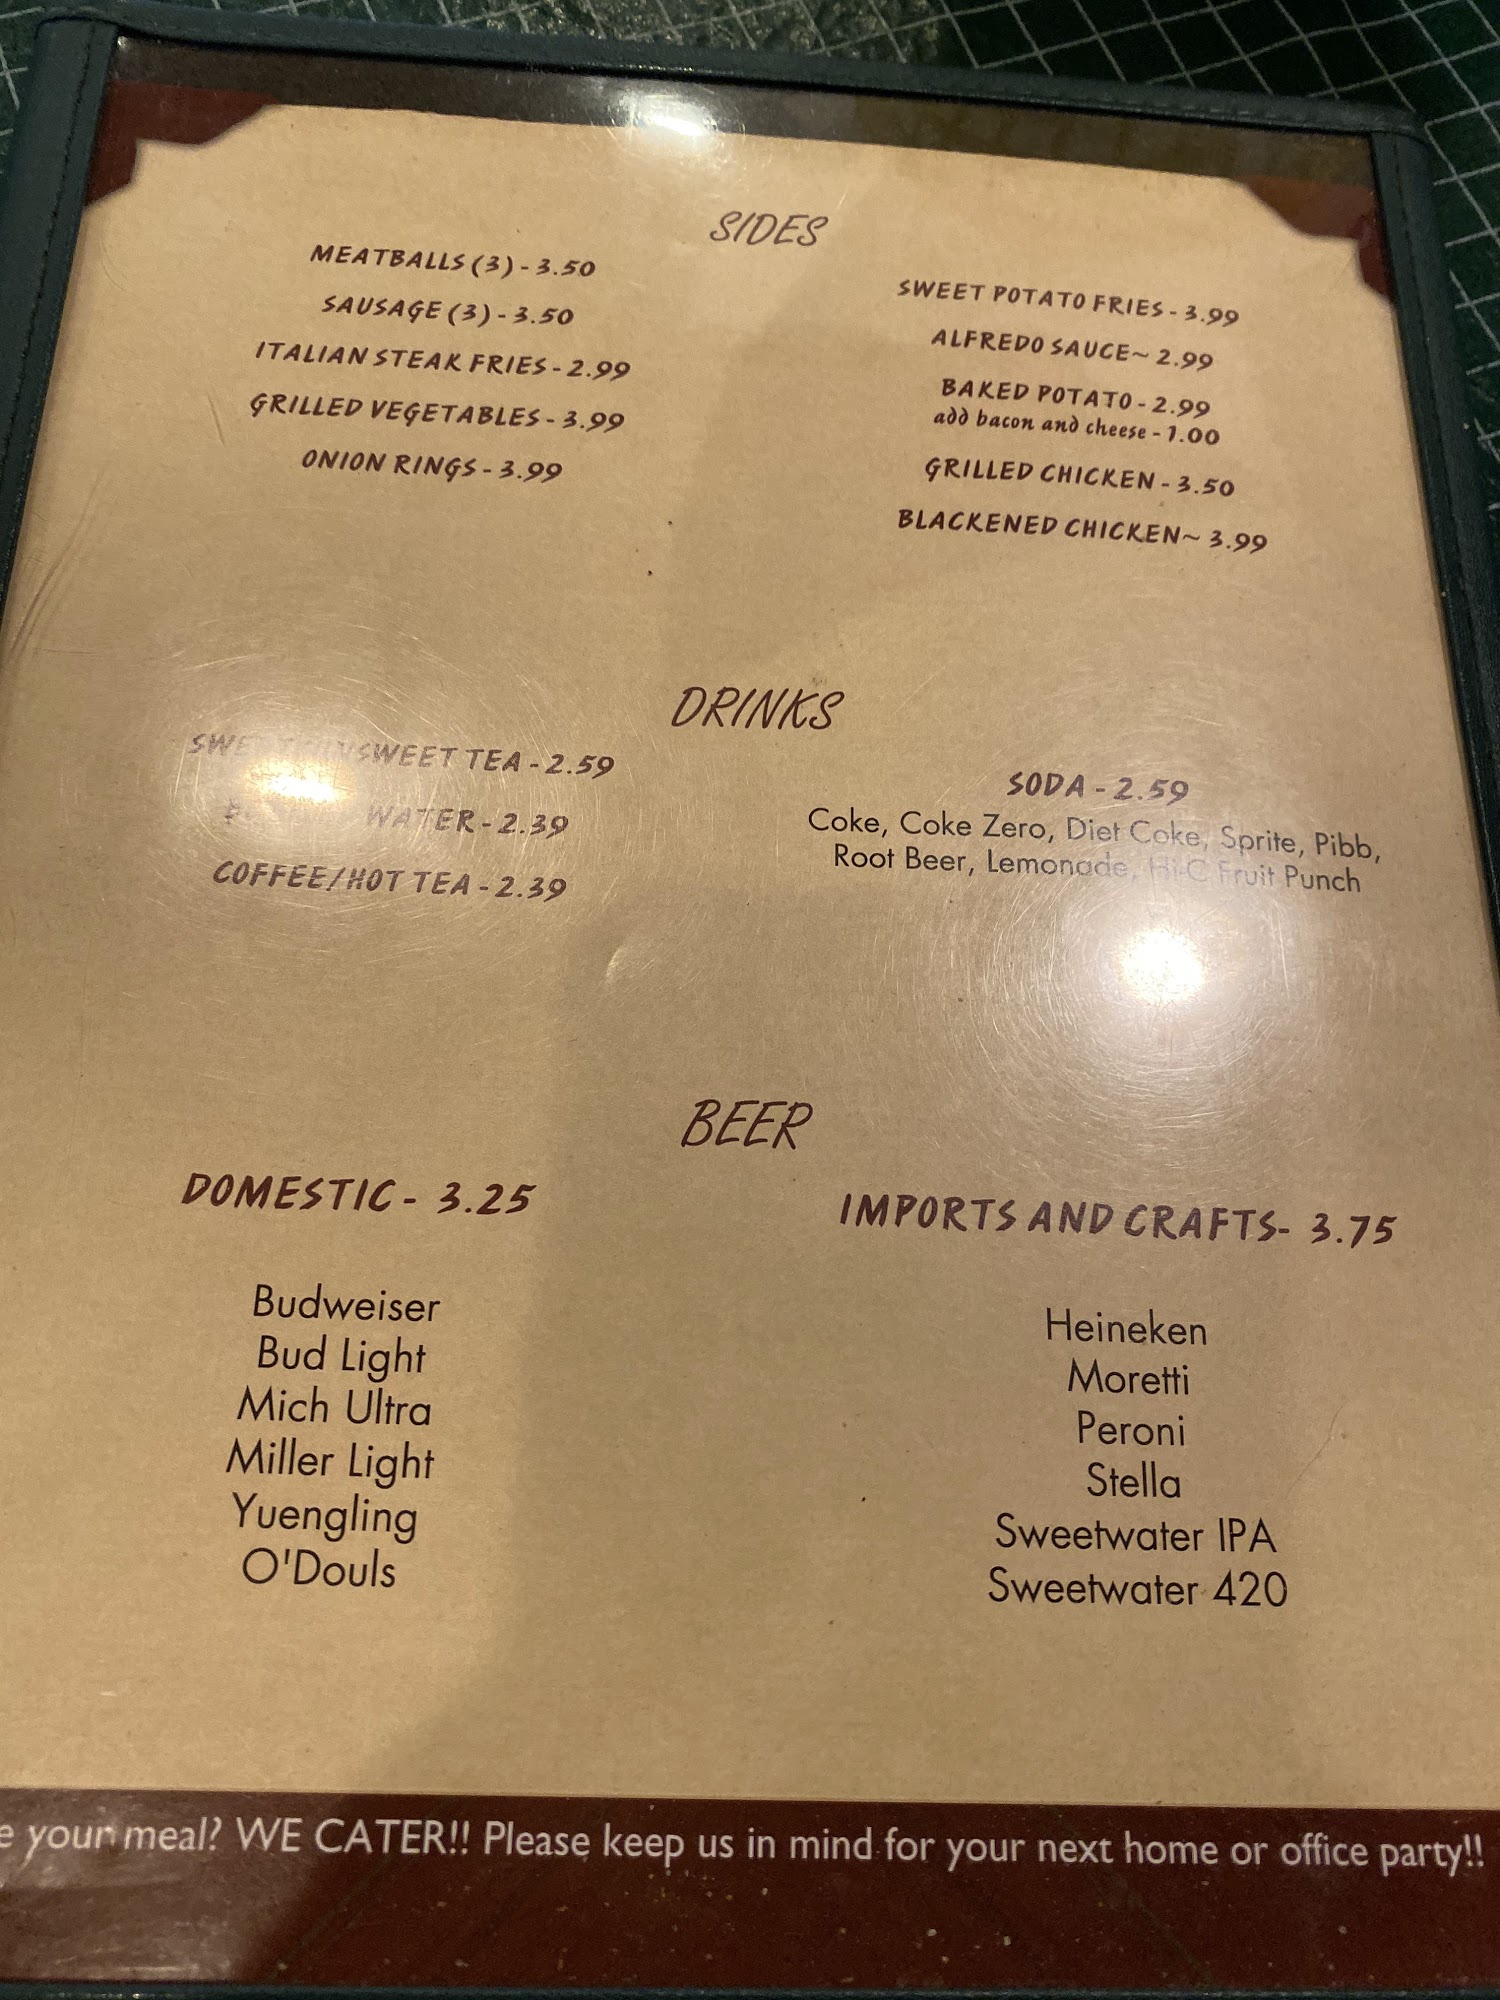 SIDES
MEATBALLS (3) - 3.50
SAUSAGE (3) - 3.50
ITALIAN STEAK FRIES - 2.99
GRILLED VEGETABLES - 3.99
ONION RINGS - 3.99
SWEET POTATO FRIES - 3.99
ALFREDO SAUCE~ 2.99
BAKED POTATO - 2.99
add bacon and cheese - 1.00
GRILLED CHICKEN - 3.50
BLACKENED CHICKEN~ 3.99
DRINKS
SWEET TEA - 2.59
WATER - 2.39
COFFEE/HOT TEA - 2.39
SODA - 2.59
Coke, Coke Zero, Diet Coke, Sprite, Pibb,
Root Beer, Lemonade, Hi-C Fruit Punch
BEER
DOMESTIC - 3.25
Budweiser
Bud Light
Mich Ultra
Miller Light
Yuengling
O'Douls
IMPORTS AND CRAFTS- 3.75
Heineken
Moretti
Peroni
Stella
Sweetwater IPA
Sweetwater 420
your meal? WE CATER!! Please keep us in mind for your next home or office party!!